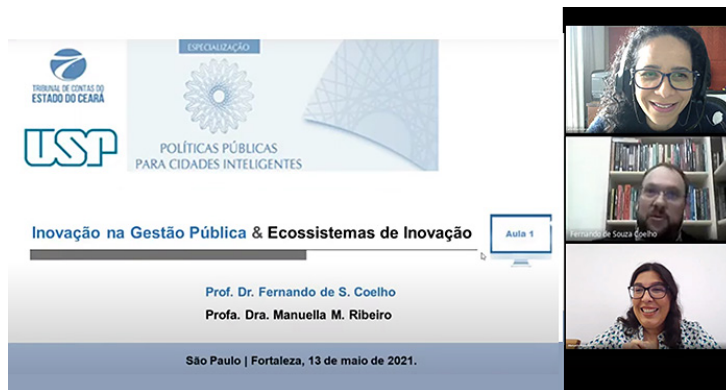 ESPECIALIZAÇÃO
TRIBUNAL DE CONTAS DO
ESTADO DO CEARÁ
USP
POLÍTICAS PÚBLICAS
PARA CIDADES INTELIGENTES
Inovação na Gestão Pública & Ecossistemas de Inovação
Aula 1
Prof. Dr. Fernando de S. Coelho
Profa. Dra. Manuella M. Ribeiro
São Paulo | Fortaleza, 13 de maio de 2021.
Fernando de Souza Coelho